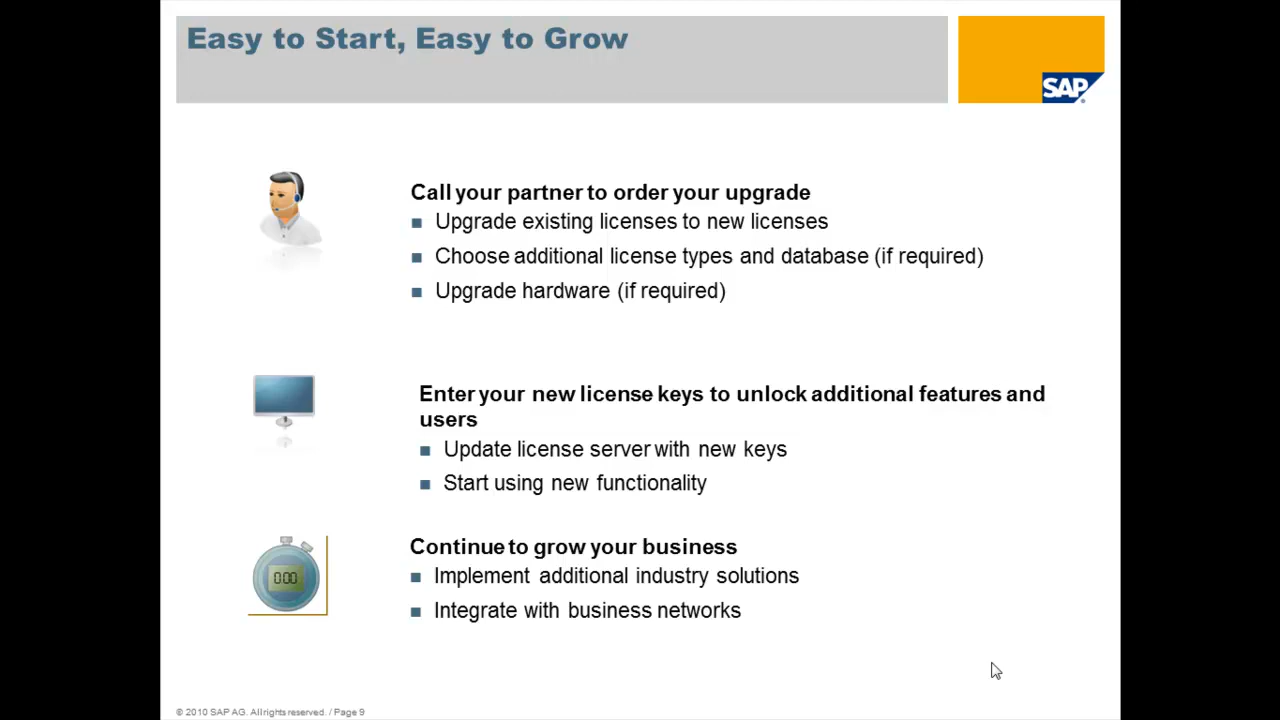 Easy to Start, Easy to Grow
SAP
Call your partner to order your upgrade
Upgrade existing licenses to new licenses
Choose additional license types and database (if required)
Upgrade hardware (if required)
Enter your new license keys to unlock additional features and
users
Update license server with new keys
Start using new functionality
0:00
Continue to grow your business
Implement additional industry solutions
Integrate with business networks
© 2010 SAP AG. All rights reserved. / Page 9